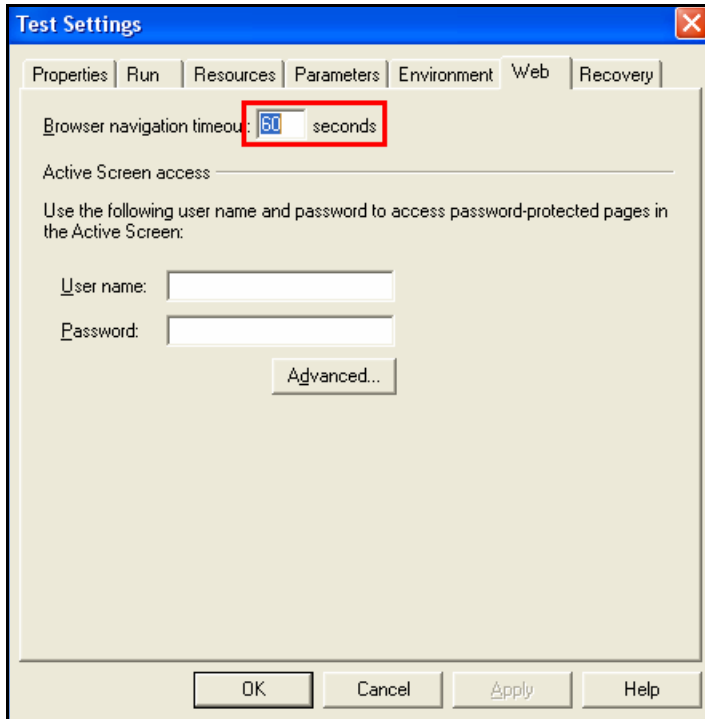 Test Settings
Properties Run Resources Parameters Environment Web Recovery
Browser navigation timeout: 60 seconds
Active Screen access
Use the following user name and password to access password-protected pages in
the Active Screen:
User name:
Password:
Advanced...
OK Cancel Apply Help